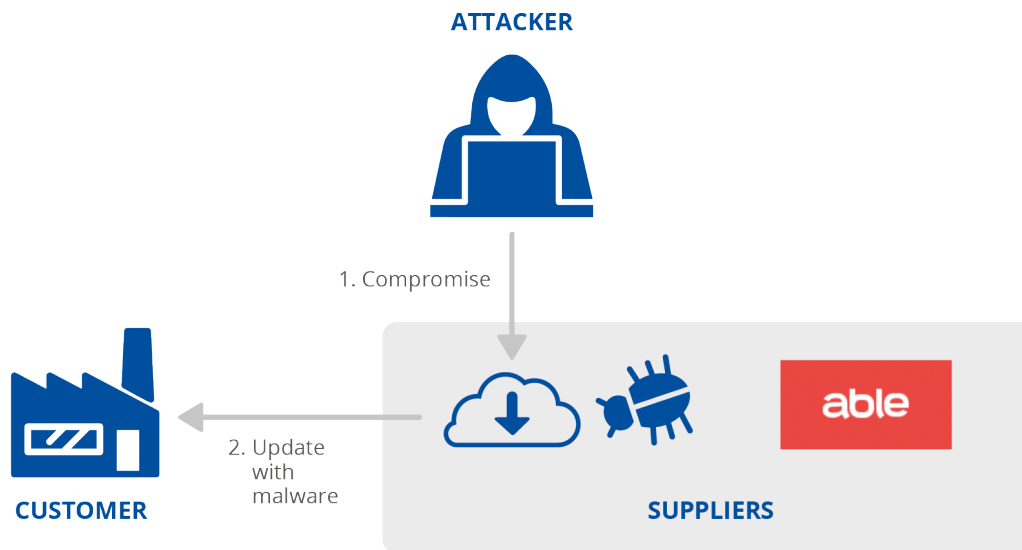 ATTACKER
1. Compromise
able
2. Update
with
malware
CUSTOMER
SUPPLIERS